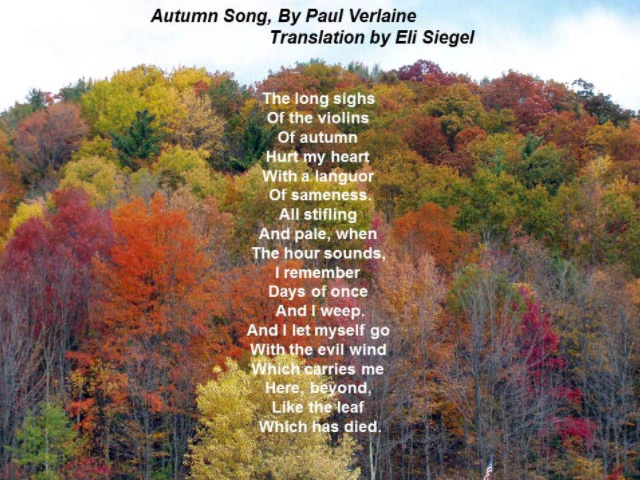 Autumn Song, By Paul Verlaine
Translation by Eli Siegel
The long sighs
Of the violins
Of autumn
Hurt my heart
With a languor
Of sameness.
All stifling
And pale, when
The hour sounds,
I remember
Days of once
And I weep.
And I let myself go
With the evil wind
Which carries me
Here, beyond,
Like the leaf
Which has died.